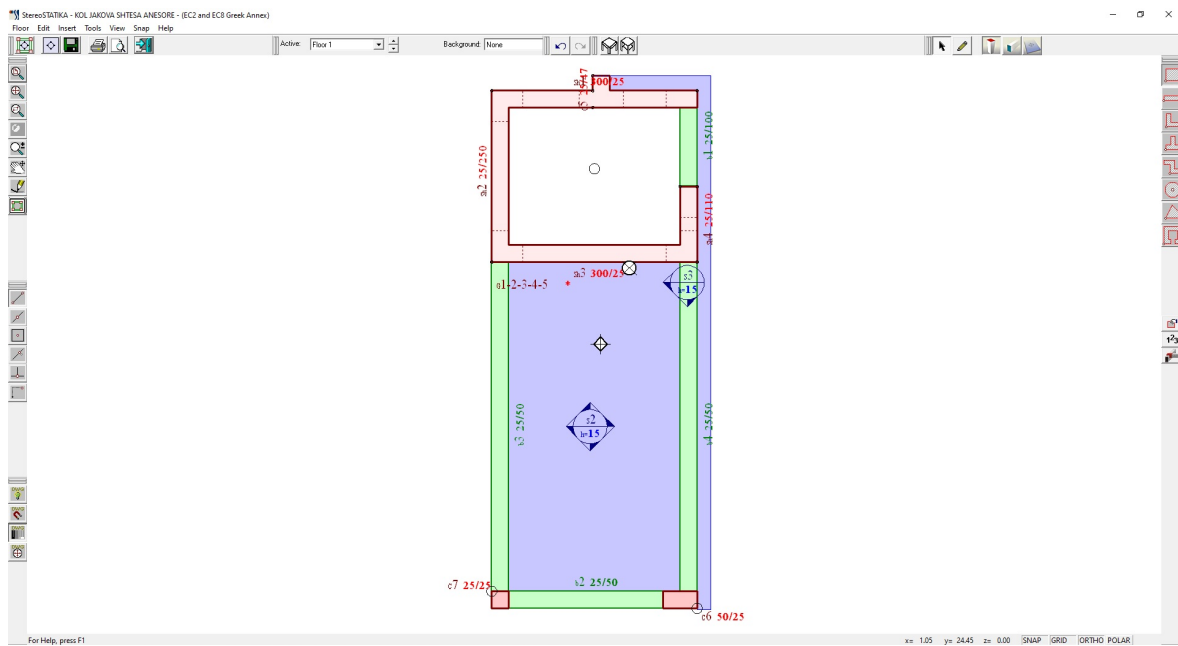 StereoSTATIKA - KOL JAKOVA SHTESA ANESORE - (EC2 and EC8 Greek Annex)
Floor Edit Insert Tools View Snap Help
Active: Floor 1 Background: None
300/25
25/47
b1 25/100
a2 25/250
a4 25/110
a3 300/25
a1-2-3-4-5
s3
h=15
s2
h=15
b3 25/50
b4 25/50
c7 25/25
b2 25/50
c6 50/25
For Help, press F1
x= 1.05 y= 24.45 z= 0.00 SNAP GRID ORTHO POLAR